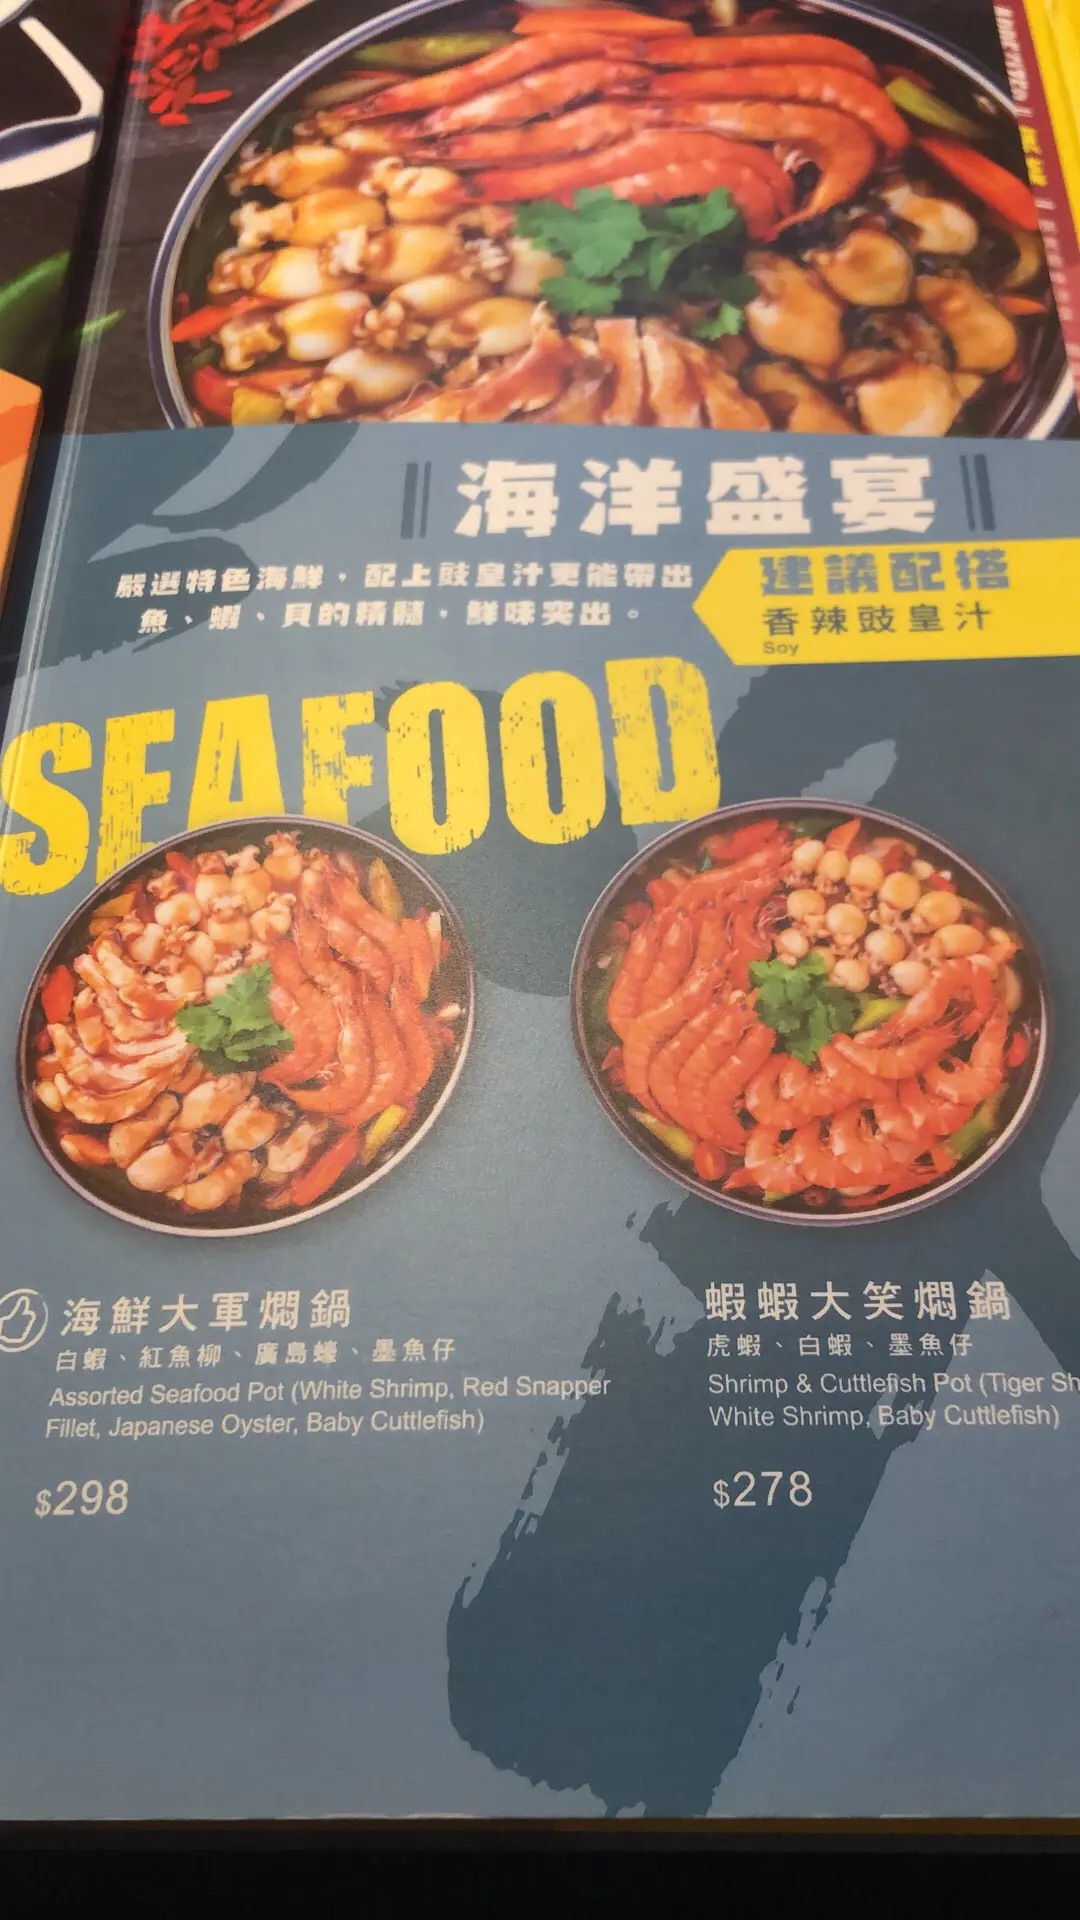 海洋盛宴
嚴選特色海鮮，配上豉皇汁更能帶出
魚、蝦、貝的精髓，鮮味突出。
建議配搭
香辣豉皇汁
Soy
SEAFOOD
海鮮大軍燜鍋
白蝦、紅魚柳、廣島蠔、墨魚仔
Assorted Seafood Pot (White Shrimp, Red Snapper
Fillet, Japanese Oyster, Baby Cuttlefish)
$298
蝦蝦大笑燜鍋
虎蝦、白蝦、墨魚仔
Shrimp & Cuttlefish Pot (Tiger Sh
White Shrimp, Baby Cuttlefish)
$278